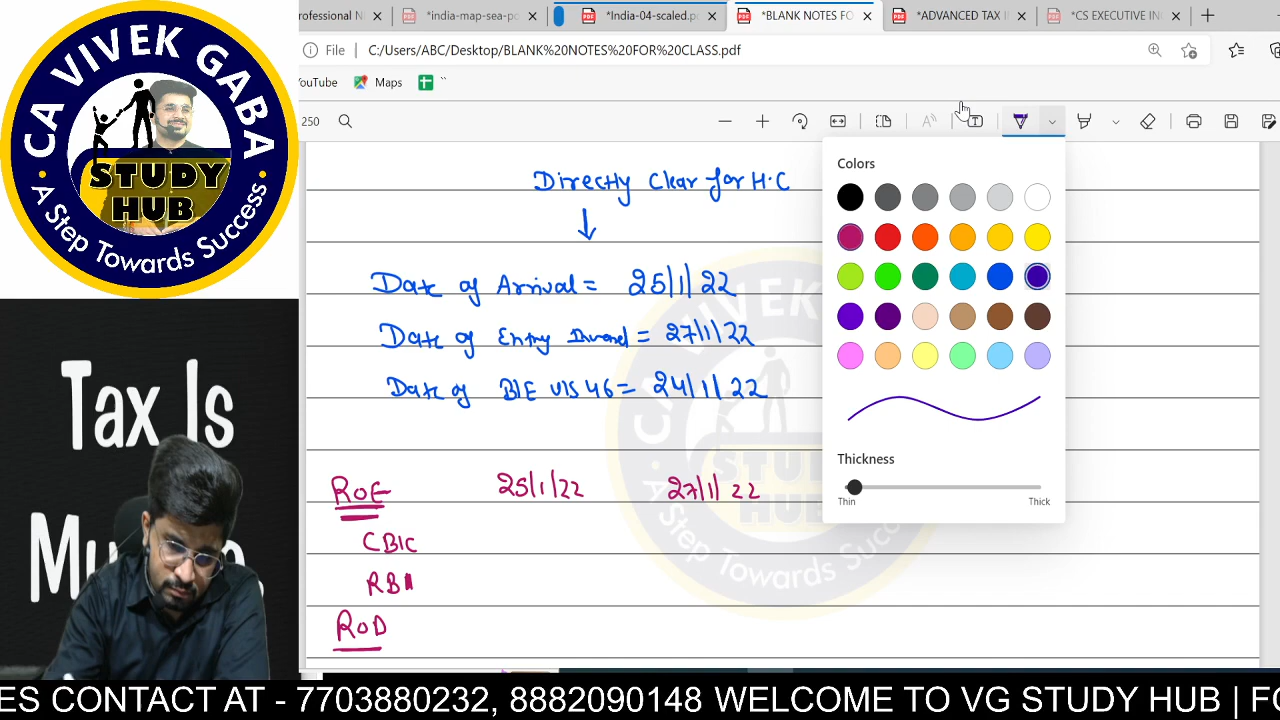 rofessional N
*india-map-sea-po
*India-04-scaled.p
*BLANK NOTES FO
*ADVANCED TAX
*CS EXECUTIVE IN
File C:/Users/ABC/Desktop/BLANK%20NOTES%20FOR%20CLASS.pdf
ouTube Maps
250
CA VIVEK GABA
STUDY
HUB
A Step Towards Success
Tax Is
Directly Clear for H.C
Date of Arrival = 25/1/22
Date of Entry Inward = 27/1/22
Date of B/E U/S 46 = 24/1/22
RoE 25/1/22 27/1/22
CBIC
RBI
RoD
Colors
Thickness
Thin Thick
ES CONTACT AT - 7703880232, 8882090148 WELCOME TO VG STUDY HUB | FO